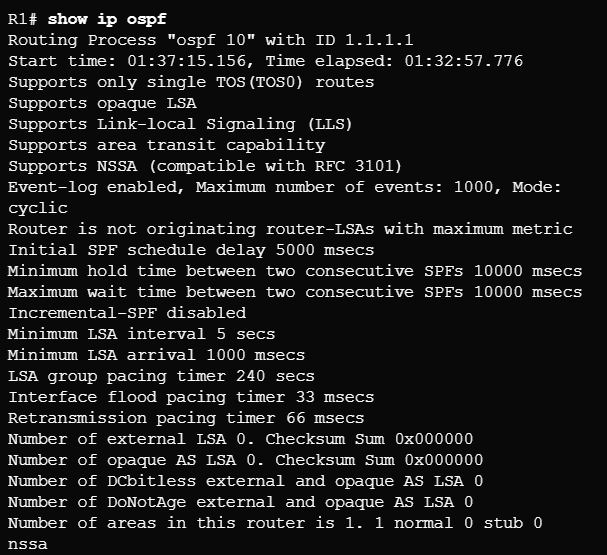 R1# show ip ospf
Routing Process "ospf 10" with ID 1.1.1.1
Start time: 01:37:15.156, Time elapsed: 01:32:57.776
Supports only single TOS(TOS0) routes
Supports opaque LSA
Supports Link-local Signaling (LLS)
Supports area transit capability
Supports NSSA (compatible with RFC 3101)
Event-log enabled, Maximum number of events: 1000, Mode:
cyclic
Router is not originating router-LSAs with maximum metric
Initial SPF schedule delay 5000 msecs
Minimum hold time between two consecutive SPFs 10000 msecs
Maximum wait time between two consecutive SPFs 10000 msecs
Incremental-SPF disabled
Minimum LSA interval 5 secs
Minimum LSA arrival 1000 msecs
LSA group pacing timer 240 secs
Interface flood pacing timer 33 msecs
Retransmission pacing timer 66 msecs
Number of external LSA 0. Checksum Sum 0x000000
Number of opaque AS LSA 0. Checksum Sum 0x000000
Number of DCbitless external and opaque AS LSA 0
Number of DoNotAge external and opaque AS LSA 0
Number of areas in this router is 1. 1 normal 0 stub 0
nssa